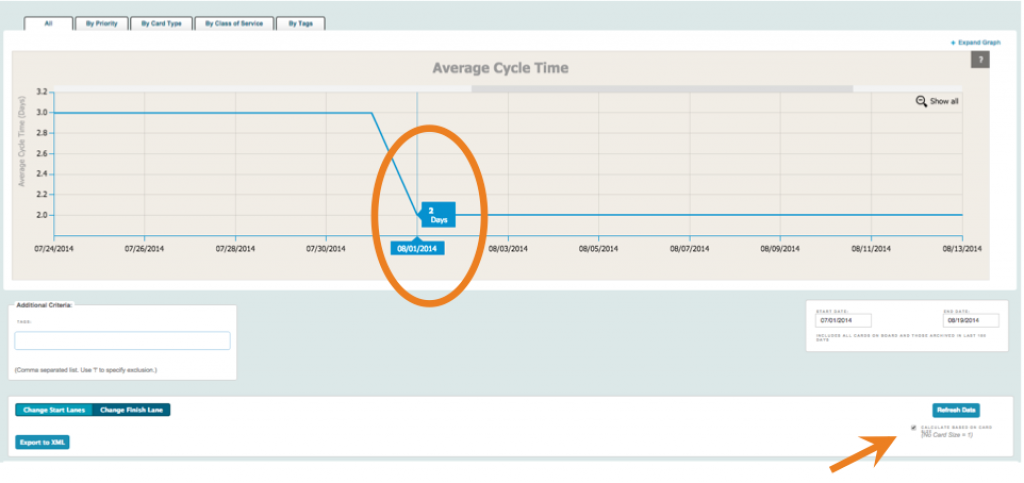 All By Priority By Card Type By Class of Service By Tags
+ Expand Graph
Average Cycle Time
?
Show all
Average Cycle Time (Days)
3.2
3.0
2.8
2.6
2.4
2.2
2.0
2
Days
07/24/2014 07/26/2014 07/28/2014 07/30/2014 08/01/2014 08/03/2014 08/05/2014 08/07/2014 08/09/2014 08/11/2014 08/13/2014
Additional Criteria:
TAGS:
(Comma separated list. Use '!' to specify exclusion.)
START DATE: END DATE:
07/01/2014 08/19/2014
INCLUDES ALL CARDS ON BOARD AND THOSE ARCHIVED IN LAST 180
DAYS
Change Start Lanes Change Finish Lane
Refresh Data
CALCULATE BASED ON CARD
SIZE
(No Card Size = 1)
Export to XML